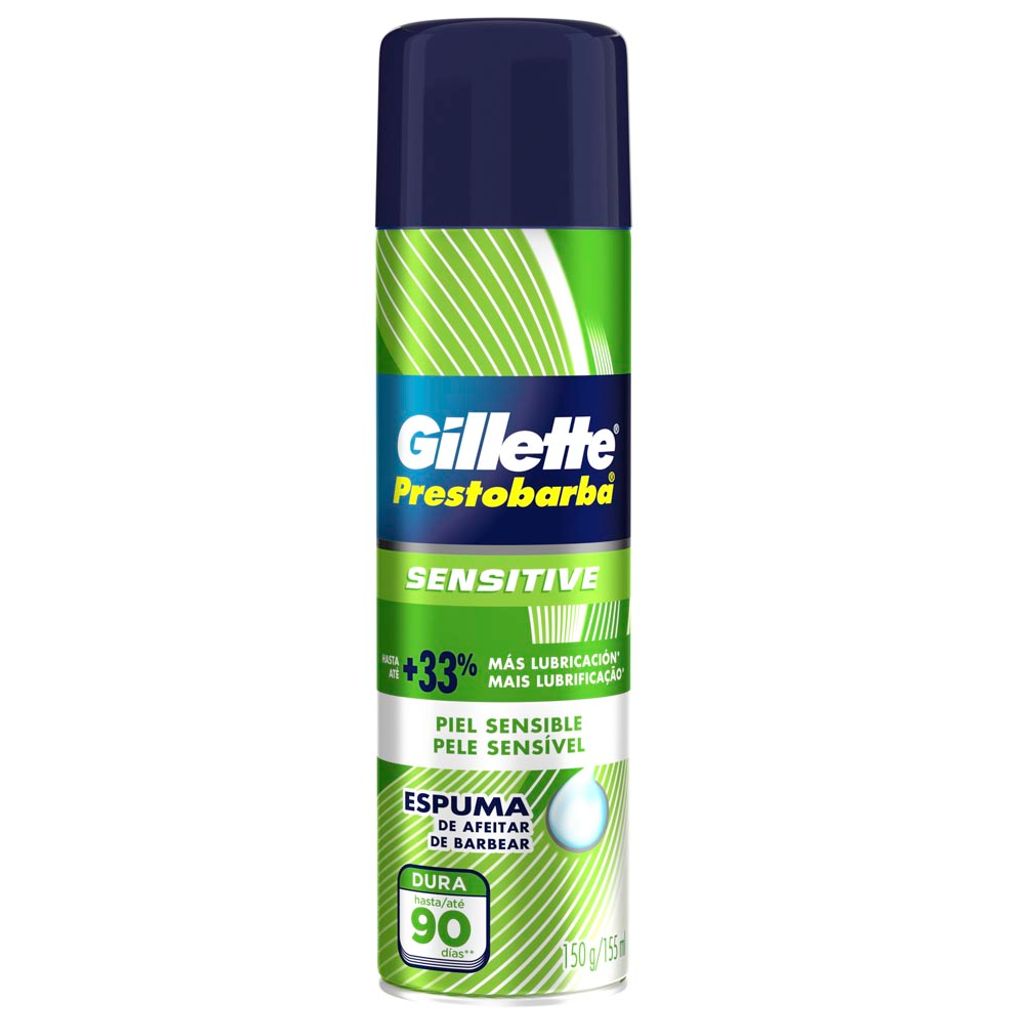 Gillette®
Prestobarba®
SENSITIVE
HASTA
ATÉ
+33%
MÁS LUBRICACIÓN*
MAIS LUBRIFICAÇÃO*
PIEL SENSIBLE
PELE SENSÍVEL
ESPUMA
DE AFEITAR
DE BARBEAR
DURA
hasta/até
90
días**
150 g/155 ml